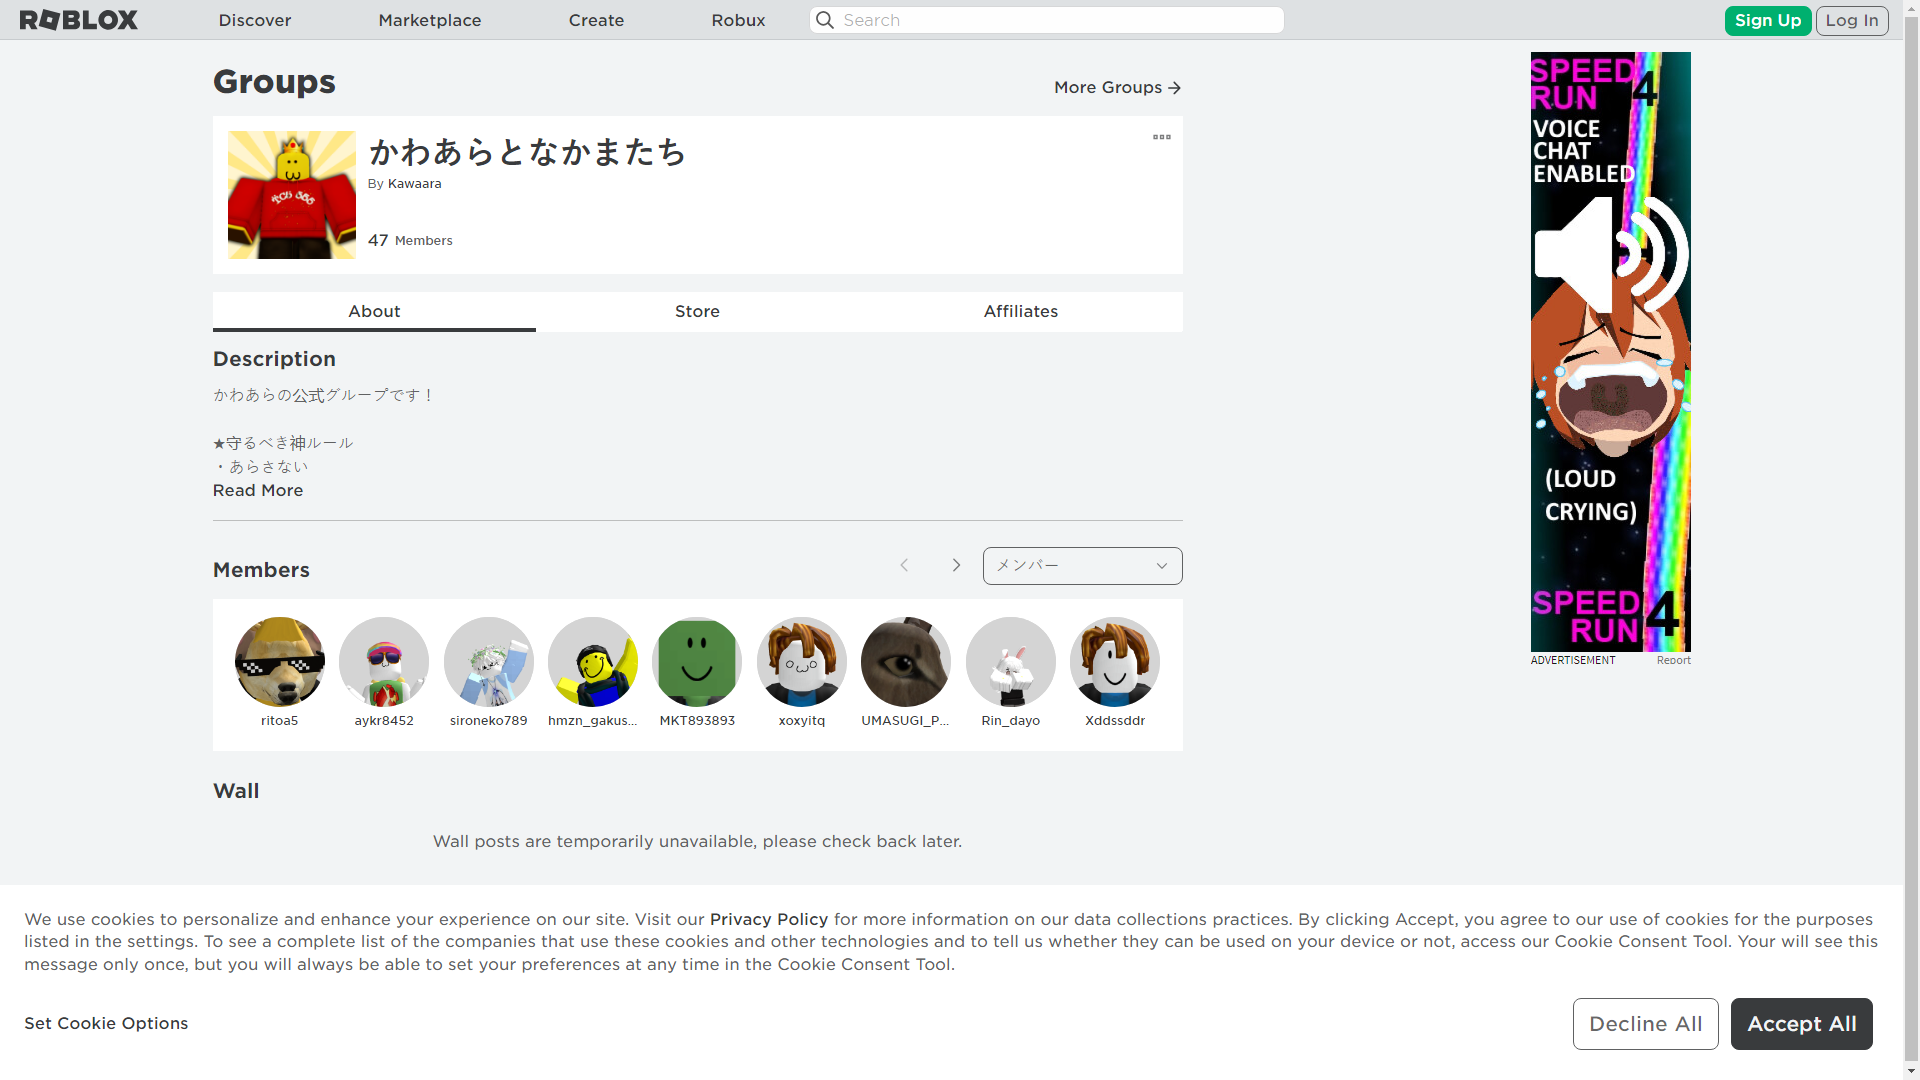 ROBLOX
Discover
Marketplace
Create
Robux
Search
Sign Up
Log In
Groups
More Groups
かわあらとなかまたち
By Kawaara
47 Members
About
Store
Affiliates
Description
かわあらの公式グループです！
★守るべき神ルール
・あらさない
Read More
Members
メンバー
ritoa5
aykr8452
sironeko789
hmzn_gakus...
MKT893893
xoxyitq
UMASUGI_P...
Rin_dayo
Xddssddr
Wall
Wall posts are temporarily unavailable, please check back later.
SPEED
RUN 4
VOICE
CHAT
ENABLED
(LOUD
CRYING)
SPEED
RUN 4
ADVERTISEMENT
Report
We use cookies to personalize and enhance your experience on our site. Visit our Privacy Policy for more information on our data collections practices. By clicking Accept, you agree to our use of cookies for the purposes
listed in the settings. To see a complete list of the companies that use these cookies and other technologies and to tell us whether they can be used on your device or not, access our Cookie Consent Tool. Your will see this
message only once, but you will always be able to set your preferences at any time in the Cookie Consent Tool.
Set Cookie Options
Decline All
Accept All